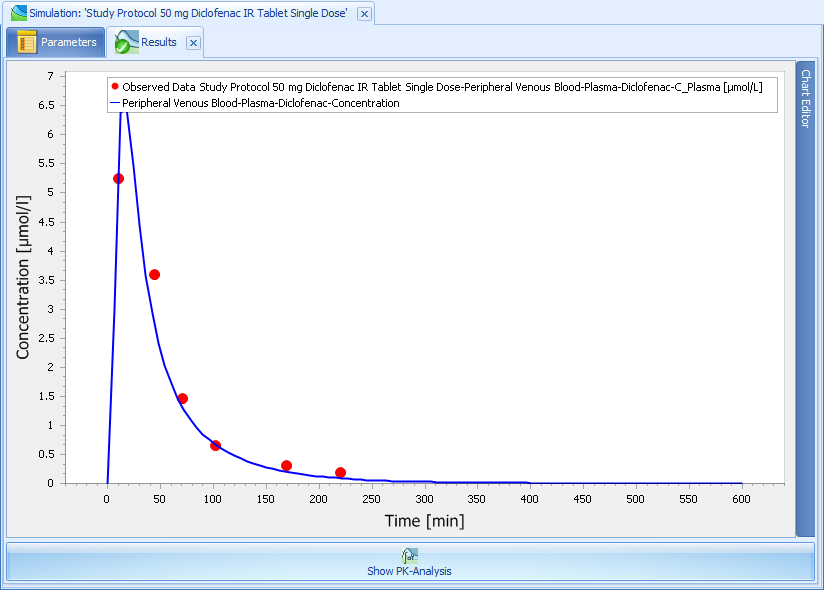 Simulation: 'Study Protocol 50 mg Diclofenac IR Tablet Single Dose'
Parameters
Results
Chart Editor
Observed Data Study Protocol 50 mg Diclofenac IR Tablet Single Dose-Peripheral Venous Blood-Plasma-Diclofenac-C_Plasma [µmol/L]
Peripheral Venous Blood-Plasma-Diclofenac-Concentration
Concentration [µmol/l]
7
6.5
6
5.5
5
4.5
4
3.5
3
2.5
2
1.5
1
0.5
0
0 50 100 150 200 250 300 350 400 450 500 550 600
Time [min]
Show PK-Analysis